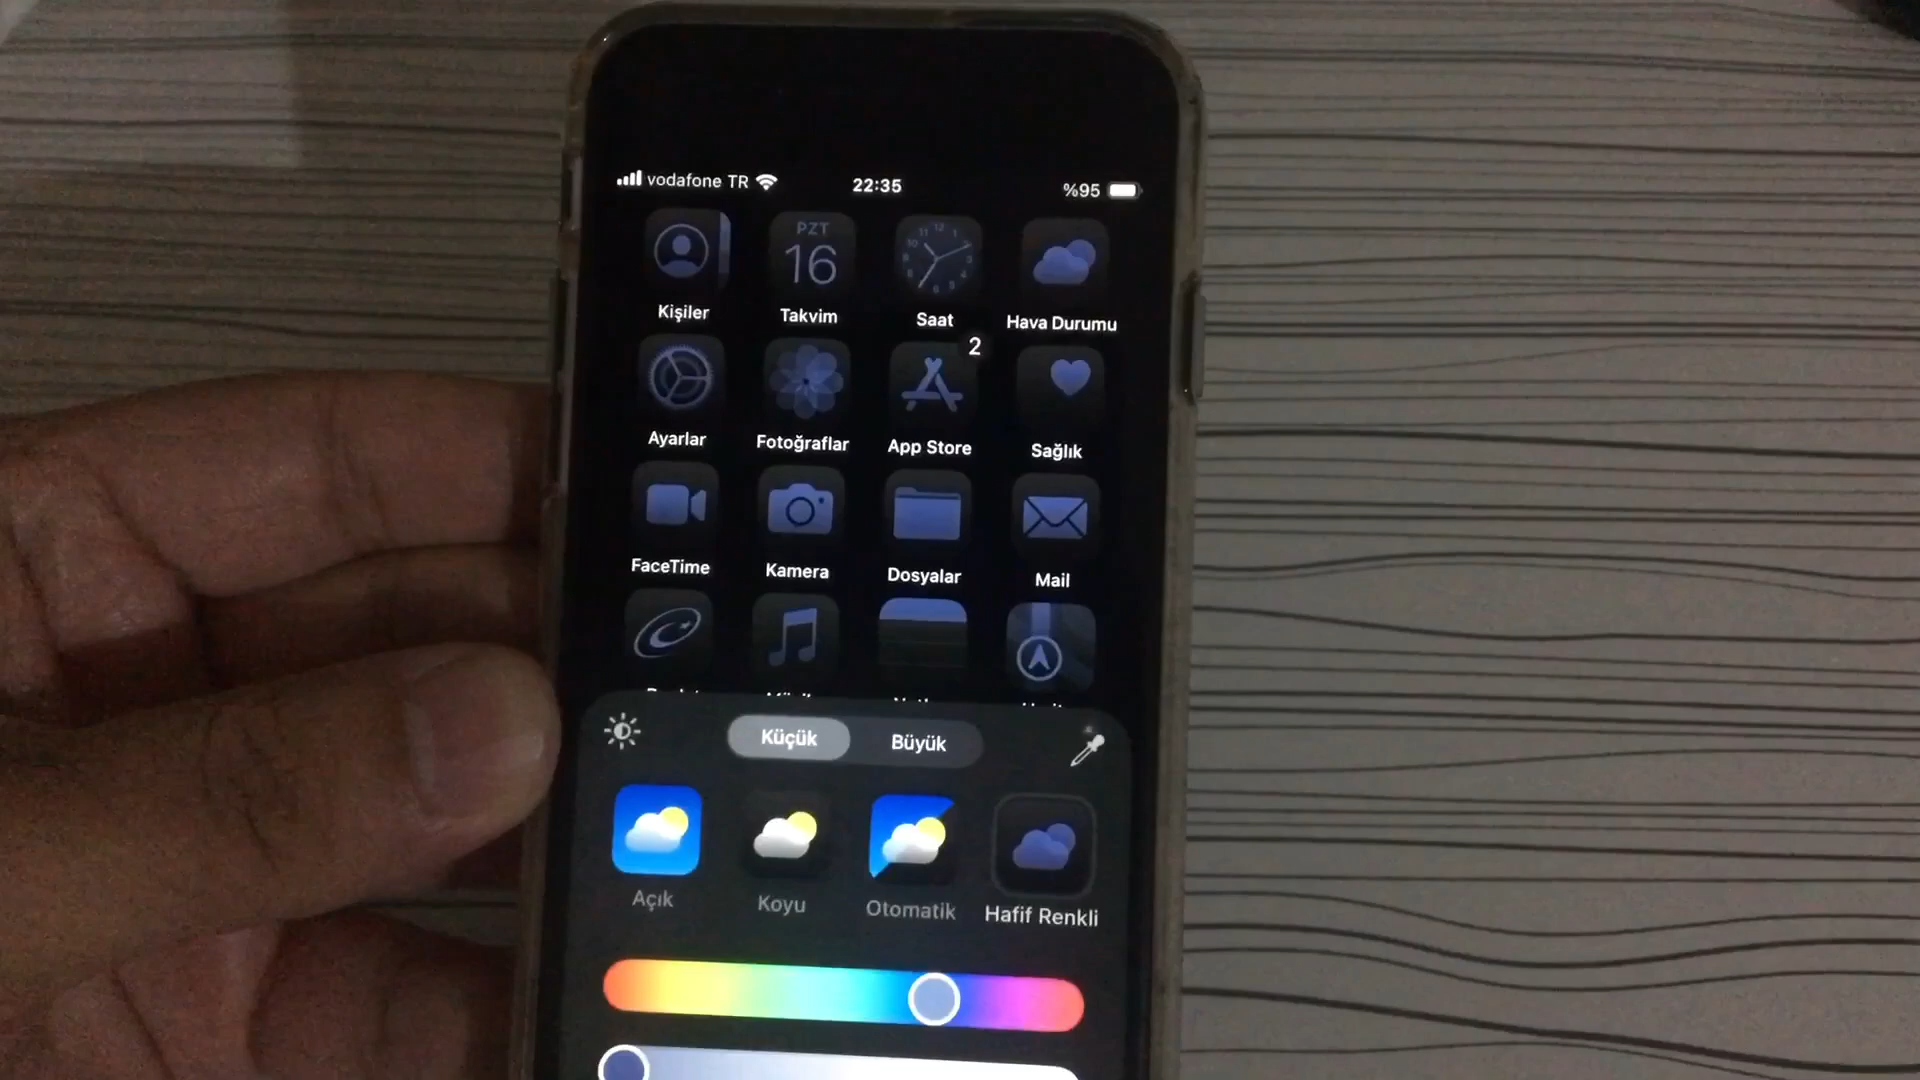 vodafone TR 22:35 %95
PZT
16
Kişiler Takvim Saat Hava Durumu
2
Ayarlar Fotoğraflar App Store Sağlık
FaceTime Kamera Dosyalar Mail
Küçük Büyük
Açık Koyu Otomatik Hafif Renkli